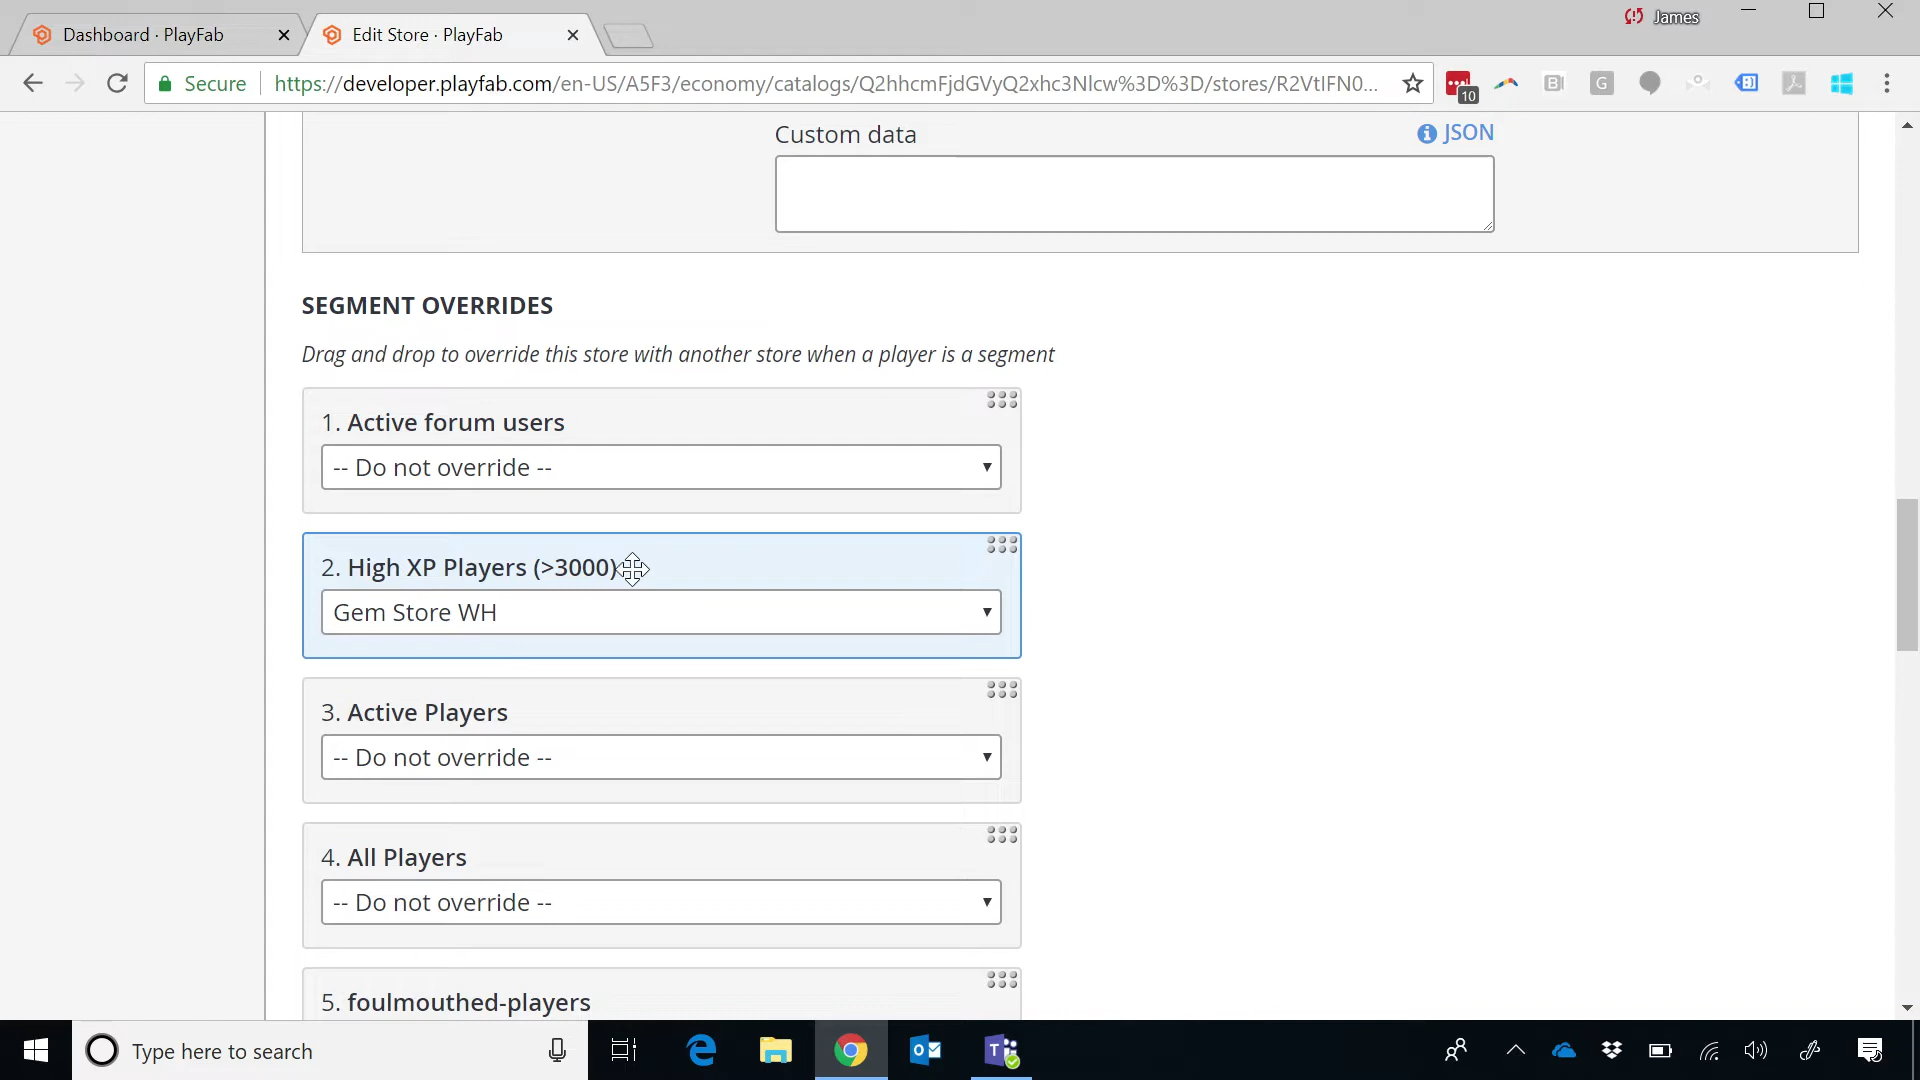 Dashboard · PlayFab
Edit Store · PlayFab
James
Secure
https://developer.playfab.com/en-US/A5F3/economy/catalogs/Q2hhcmFjdGVyQ2xhc3Nlcw%3D%3D/stores/R2VtIFN0...
10
Custom data
JSON
SEGMENT OVERRIDES
Drag and drop to override this store with another store when a player is a segment
1. Active forum users
-- Do not override --
2. High XP Players (>3000)
Gem Store WH
3. Active Players
-- Do not override --
4. All Players
-- Do not override --
5. foulmouthed-players
Type here to search